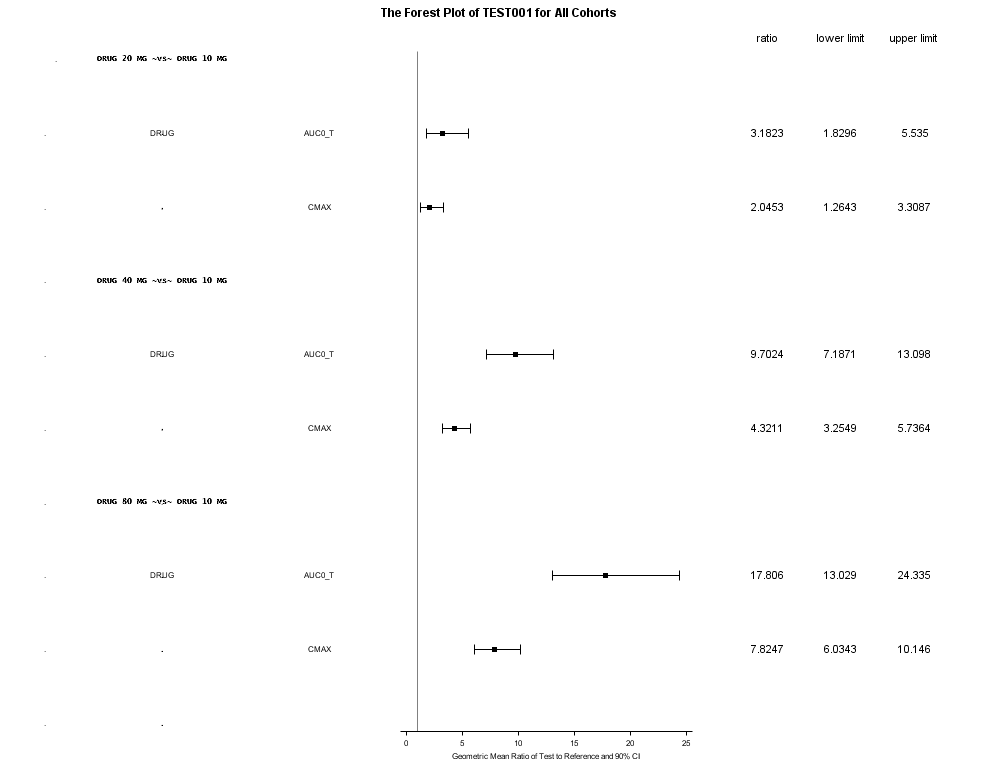 The Forest Plot of TEST001 for All Cohorts
ratio lower limit upper limit
. DRUG 20 MG ~vs~ DRUG 10 MG
. DRUG AUC0_T 3.1823 1.8296 5.535
. . CMAX 2.0453 1.2643 3.3087
. DRUG 40 MG ~vs~ DRUG 10 MG
. DRUG AUC0_T 9.7024 7.1871 13.098
. . CMAX 4.3211 3.2549 5.7364
. DRUG 80 MG ~vs~ DRUG 10 MG
. DRUG AUC0_T 17.806 13.029 24.335
. . CMAX 7.8247 6.0343 10.146
. .
0 5 10 15 20 25
Geometric Mean Ratio of Test to Reference and 90% CI